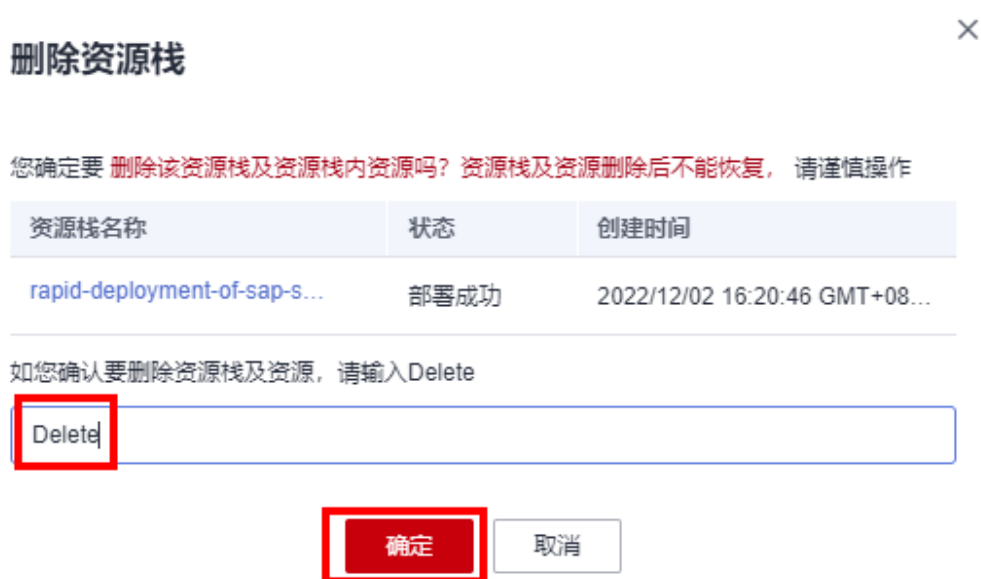 删除资源栈
您确定要 删除该资源栈及资源栈内资源吗？资源栈及资源删除后不能恢复， 请谨慎操作
资源栈名称 状态 创建时间
rapid-deployment-of-sap-s... 部署成功 2022/12/02 16:20:46 GMT+08...
如您确认要删除资源栈及资源，请输入Delete
Delete
确定 取消